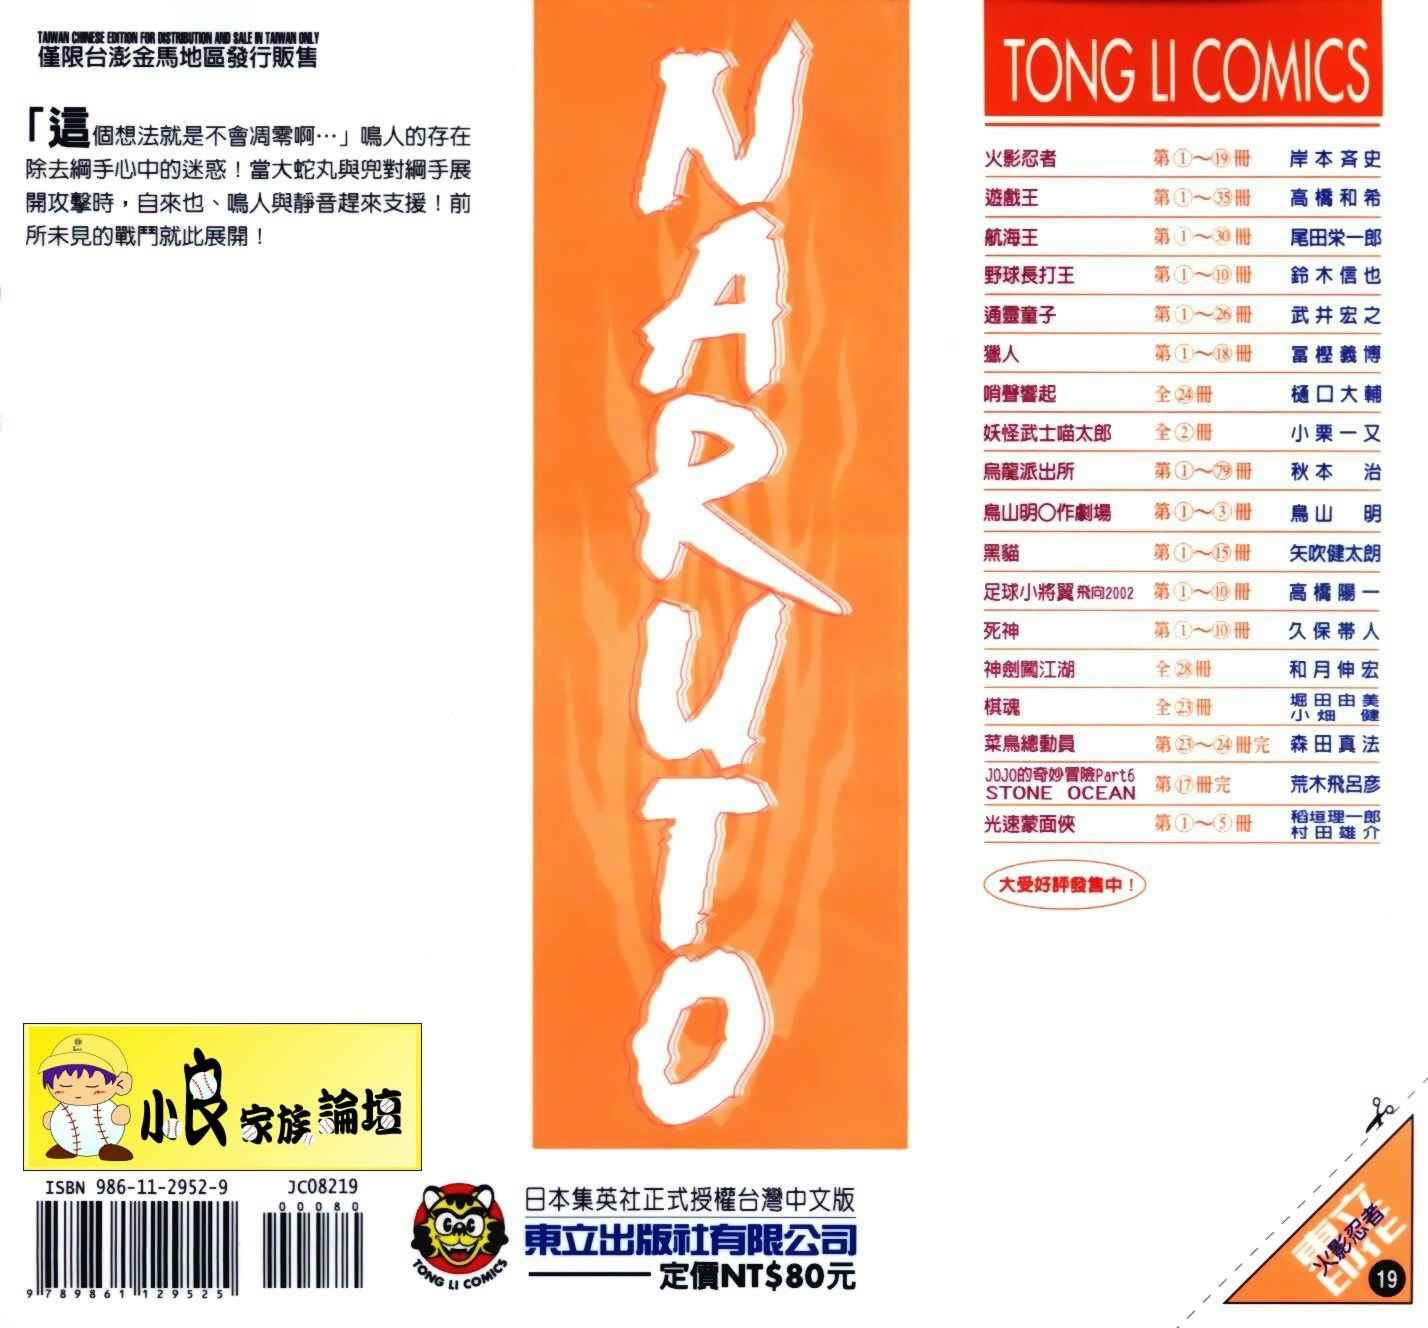 TAIWAN CHINESE EDITION FOR DISTRIBUTION AND SALE IN TAIWAN ONLY
僅限台澎金馬地區發行販售
「這個想法就是不會凋零啊…」鳴人的存在
除去綱手心中的迷惑！當大蛇丸與兜對綱手展
開攻擊時，自來也、鳴人與靜音趕來支援！前
所未見的戰鬥就此展開！
NARUTO
TONG LI COMICS
火影忍者 第①～⑲冊 岸本斉史
遊戲王 第①～㉟冊 高橋和希
航海王 第①～㉚冊 尾田栄一郎
野球長打王 第①～⑩冊 鈴木信也
通靈童子 第①～㉖冊 武井宏之
獵人 第①～⑱冊 冨樫義博
哨聲響起 全㉔冊 樋口大輔
妖怪武士喵太郎 全②冊 小栗一又
烏龍派出所 第①～79冊 秋本 治
鳥山明〇作劇場 第①～③冊 鳥山 明
黑貓 第①～⑮冊 矢吹健太朗
足球小將翼 飛向2002 第①～⑩冊 高橋陽一
死神 第①～⑩冊 久保帯人
神劍闖江湖 全㉘冊 和月伸宏
棋魂 全㉓冊 堀田由美
小畑 健
菜鳥總動員 第㉓～㉔冊完 森田真法
JOJO的奇妙冒險Part6
STONE OCEAN 第⑰冊完 荒木飛呂彦
光速蒙面俠 第①～⑤冊 稻垣理一郎
村田雄介
大受好評發售中！
小良家族論壇
ISBN 986-11-2952-9
JC08219
00080
9789861129525
TONG LI COMICS
日本集英社正式授權台灣中文版
東立出版社有限公司
定價NT$80元
東立
火影忍者
19